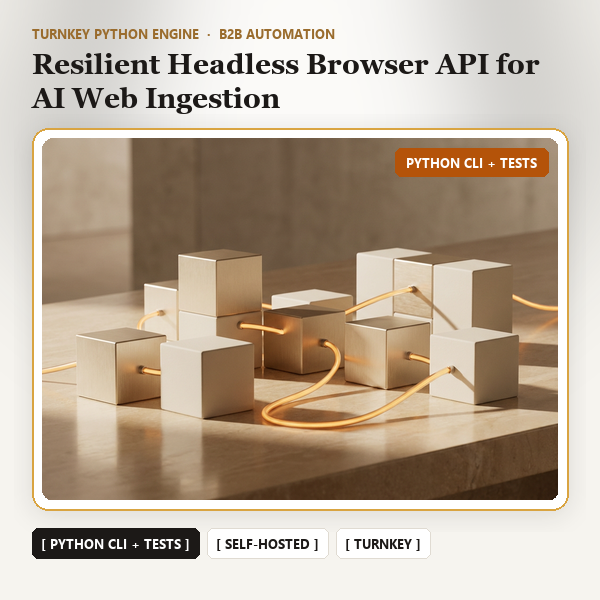 TURNKEY PYTHON ENGINE · B2B AUTOMATION
Resilient Headless Browser API for
AI Web Ingestion
PYTHON CLI + TESTS
[ PYTHON CLI + TESTS ]
[ SELF-HOSTED ]
[ TURNKEY ]